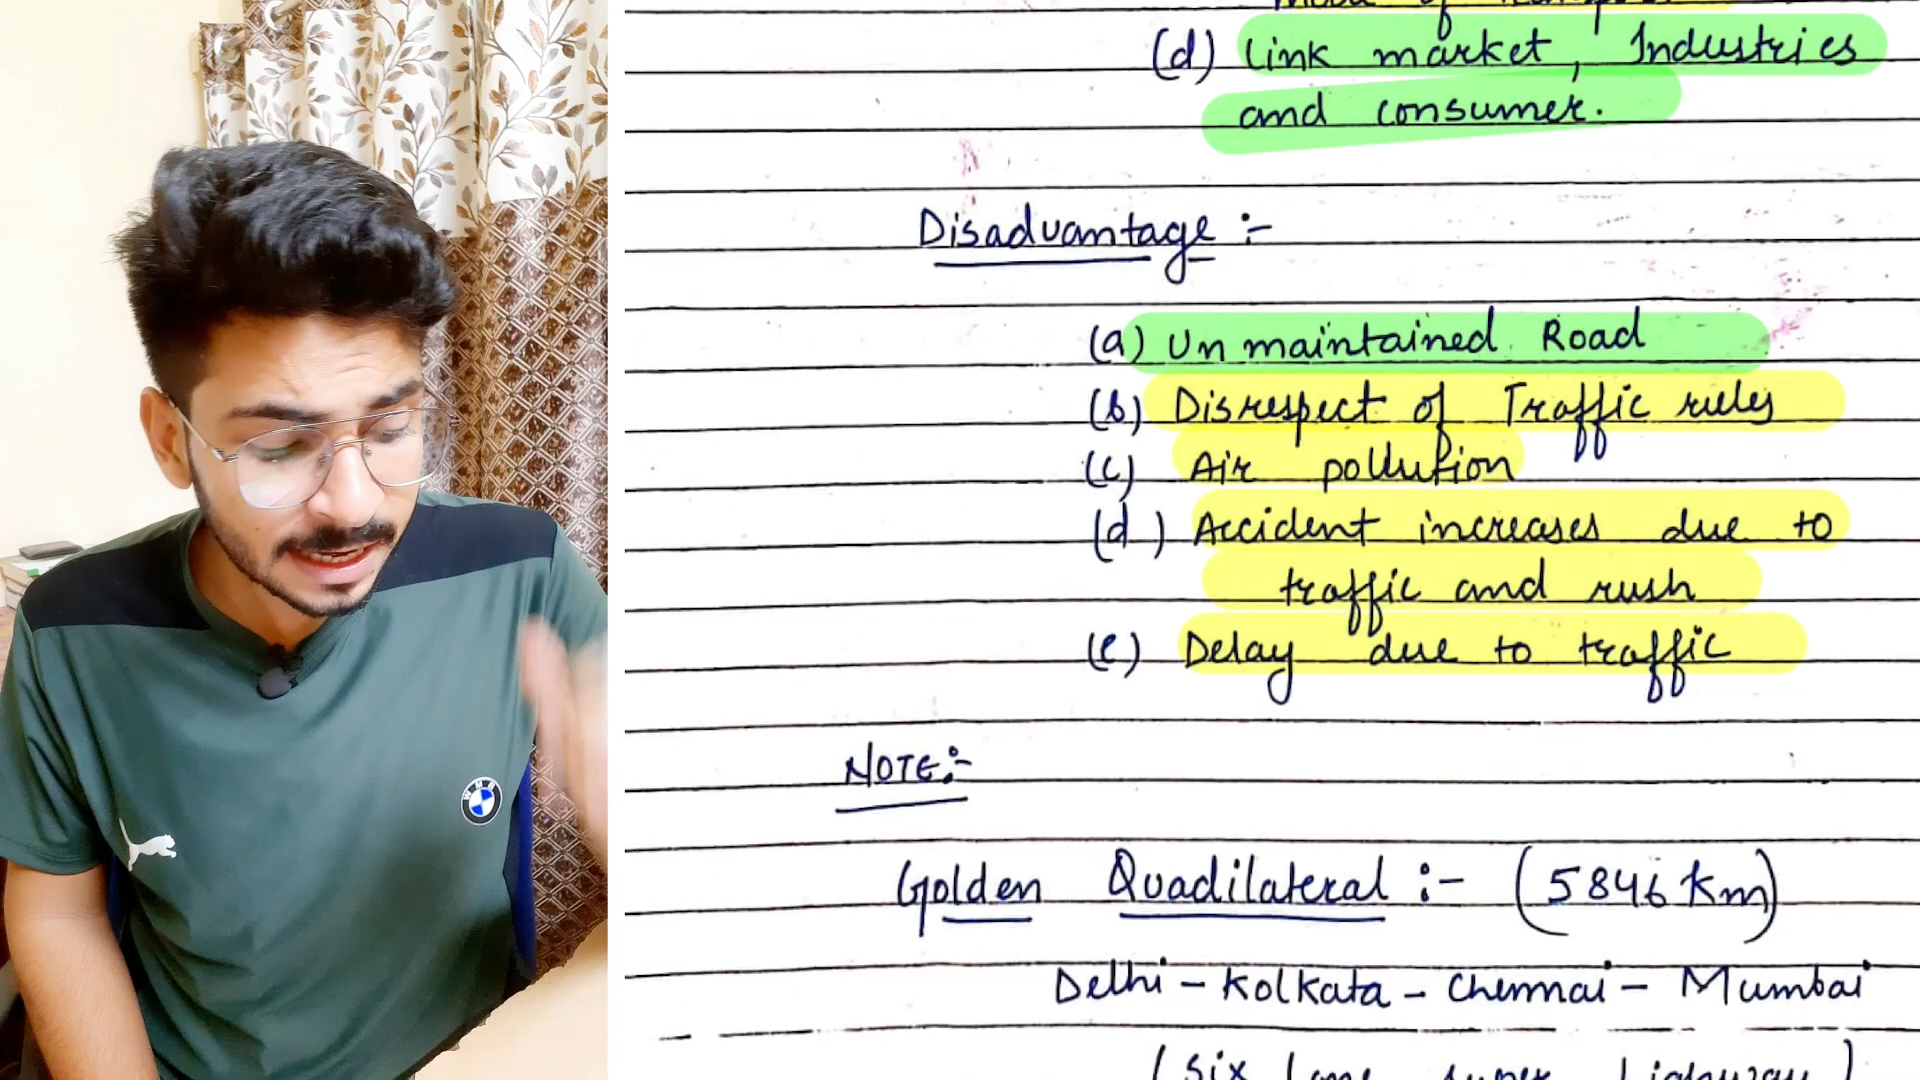 (d) Link market, Industries
and consumer.
Disadvantage :-
(a) Unmaintained Road
(b) Disrespect of Traffic rules
(c) Air pollution
(d) Accident increases due to
traffic and rush
(e) Delay due to traffic
NOTE:-
Golden Quadilateral :- (5846 Km)
Delhi - Kolkata - Chennai - Mumbai
BMW